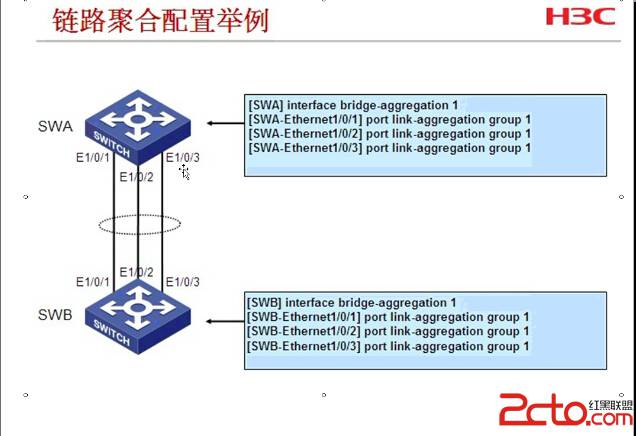 链路聚合配置举例
H3C
SWA
SWITCH
E1/0/1
E1/0/2
E1/0/3
[SWA] interface bridge-aggregation 1
[SWA-Ethernet1/0/1] port link-aggregation group 1
[SWA-Ethernet1/0/2] port link-aggregation group 1
[SWA-Ethernet1/0/3] port link-aggregation group 1
E1/0/1
E1/0/2
E1/0/3
SWB
SWITCH
[SWB] interface bridge-aggregation 1
[SWB-Ethernet1/0/1] port link-aggregation group 1
[SWB-Ethernet1/0/2] port link-aggregation group 1
[SWB-Ethernet1/0/3] port link-aggregation group 1
2cto.com
红黑联盟